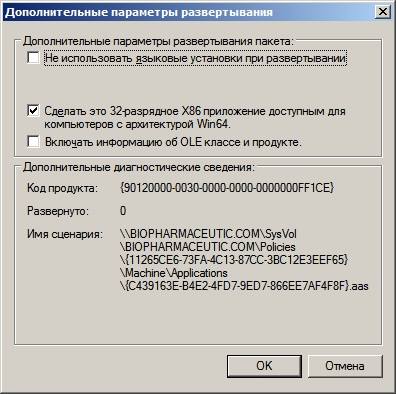 Дополнительные параметры развертывания
Дополнительные параметры развертывания пакета:
Не использовать языковые установки при развертывании
Сделать это 32-разрядное X86 приложение доступным для
компьютеров с архитектурой Win64.
Включать информацию об OLE классе и продукте.
Дополнительные диагностические сведения:
Код продукта: {90120000-0030-0000-0000-0000000FF1CE}
Развернуто: 0
Имя сценария: \\BIOPHARMACEUTIC.COM\SysVol
\BIOPHARMACEUTIC.COM\Policies
\{11265CE6-73FA-4C13-87CC-3BC12E3EEF65}
\Machine\Applications
\{C439163E-B4E2-4FD7-9ED7-866EE7AF4F8F}.aas
OK Отмена